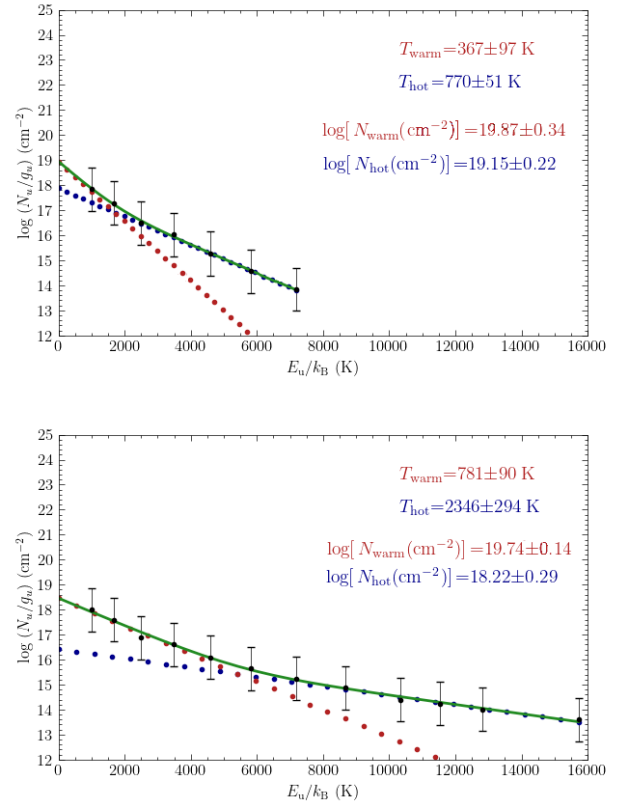 25
24
23
22
21
20
19
18
17
16
15
14
13
12
log (N_u/g_u) (cm⁻²)
T_warm=367±97 K
T_hot=770±51 K
log[ N_warm(cm⁻²)] =19.87±0.34
log[ N_hot(cm⁻²)] =19.15±0.22
0 2000 4000 6000 8000 10000 12000 14000 16000
E_u/k_B (K)
25
24
23
22
21
20
19
18
17
16
15
14
13
12
log (N_u/g_u) (cm⁻²)
T_warm=781±90 K
T_hot=2346±294 K
log[ N_warm(cm⁻²)] =19.74±0.14
log[ N_hot(cm⁻²)] =18.22±0.29
0 2000 4000 6000 8000 10000 12000 14000 16000
E_u/k_B (K)